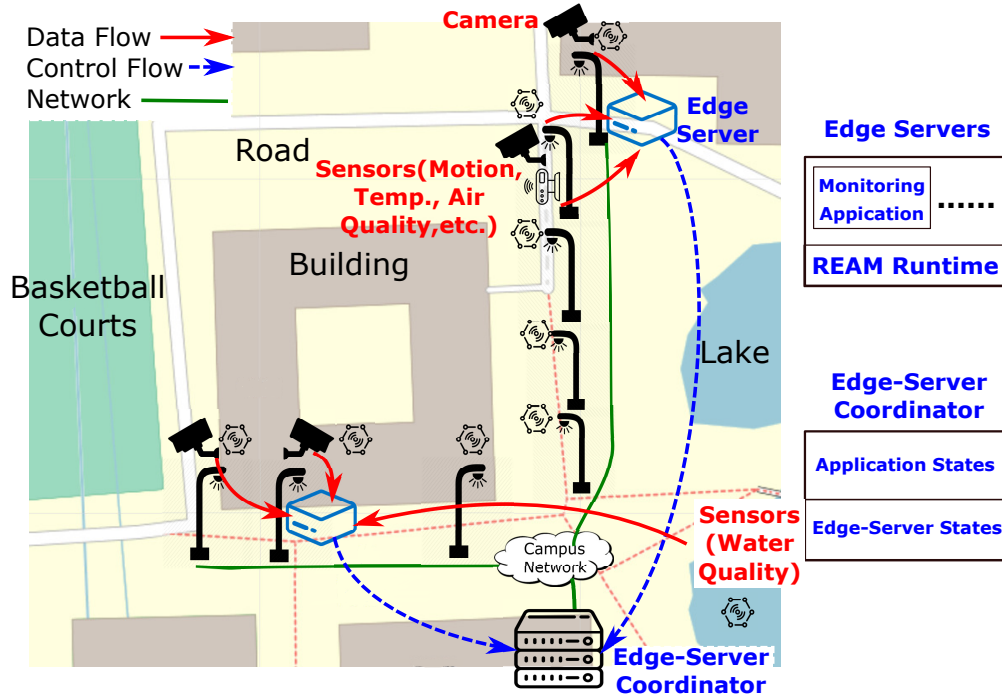 Camera
Data Flow
Control Flow
Network
Edge
Server
Road
Sensors(Motion,
Temp., Air
Quality,etc.)
Building
Basketball
Courts
Lake
Sensors
(Water
Quality)
Campus
Network
Edge-Server
Coordinator
Edge Servers
Monitoring
Appication
......
REAM Runtime
Edge-Server
Coordinator
Application States
Edge-Server States